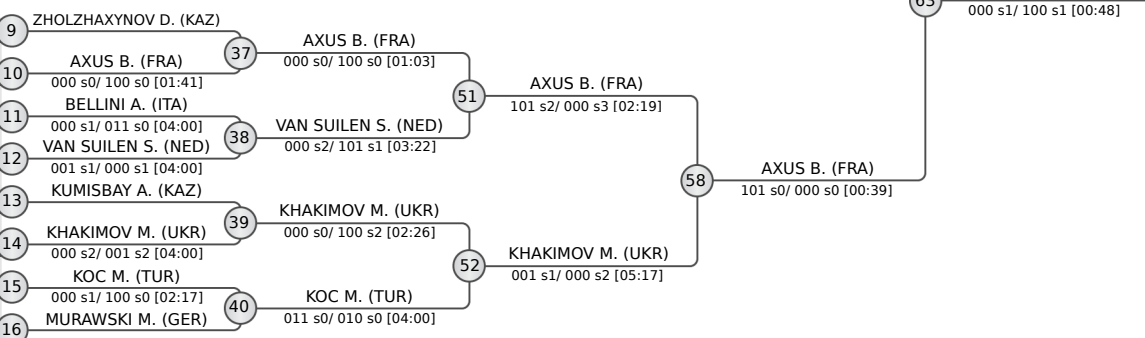 63
000 s1/ 100 s1 [00:48]
9
ZHOLZHAXYNOV D. (KAZ)
37
AXUS B. (FRA)
000 s0/ 100 s0 [01:03]
10
AXUS B. (FRA)
000 s0/ 100 s0 [01:41]
51
AXUS B. (FRA)
101 s2/ 000 s3 [02:19]
11
BELLINI A. (ITA)
000 s1/ 011 s0 [04:00]
38
VAN SUILEN S. (NED)
000 s2/ 101 s1 [03:22]
12
VAN SUILEN S. (NED)
001 s1/ 000 s1 [04:00]
58
AXUS B. (FRA)
101 s0/ 000 s0 [00:39]
13
KUMISBAY A. (KAZ)
39
KHAKIMOV M. (UKR)
000 s0/ 100 s2 [02:26]
14
KHAKIMOV M. (UKR)
000 s2/ 001 s2 [04:00]
52
KHAKIMOV M. (UKR)
001 s1/ 000 s2 [05:17]
15
KOC M. (TUR)
000 s1/ 100 s0 [02:17]
40
KOC M. (TUR)
011 s0/ 010 s0 [04:00]
16
MURAWSKI M. (GER)